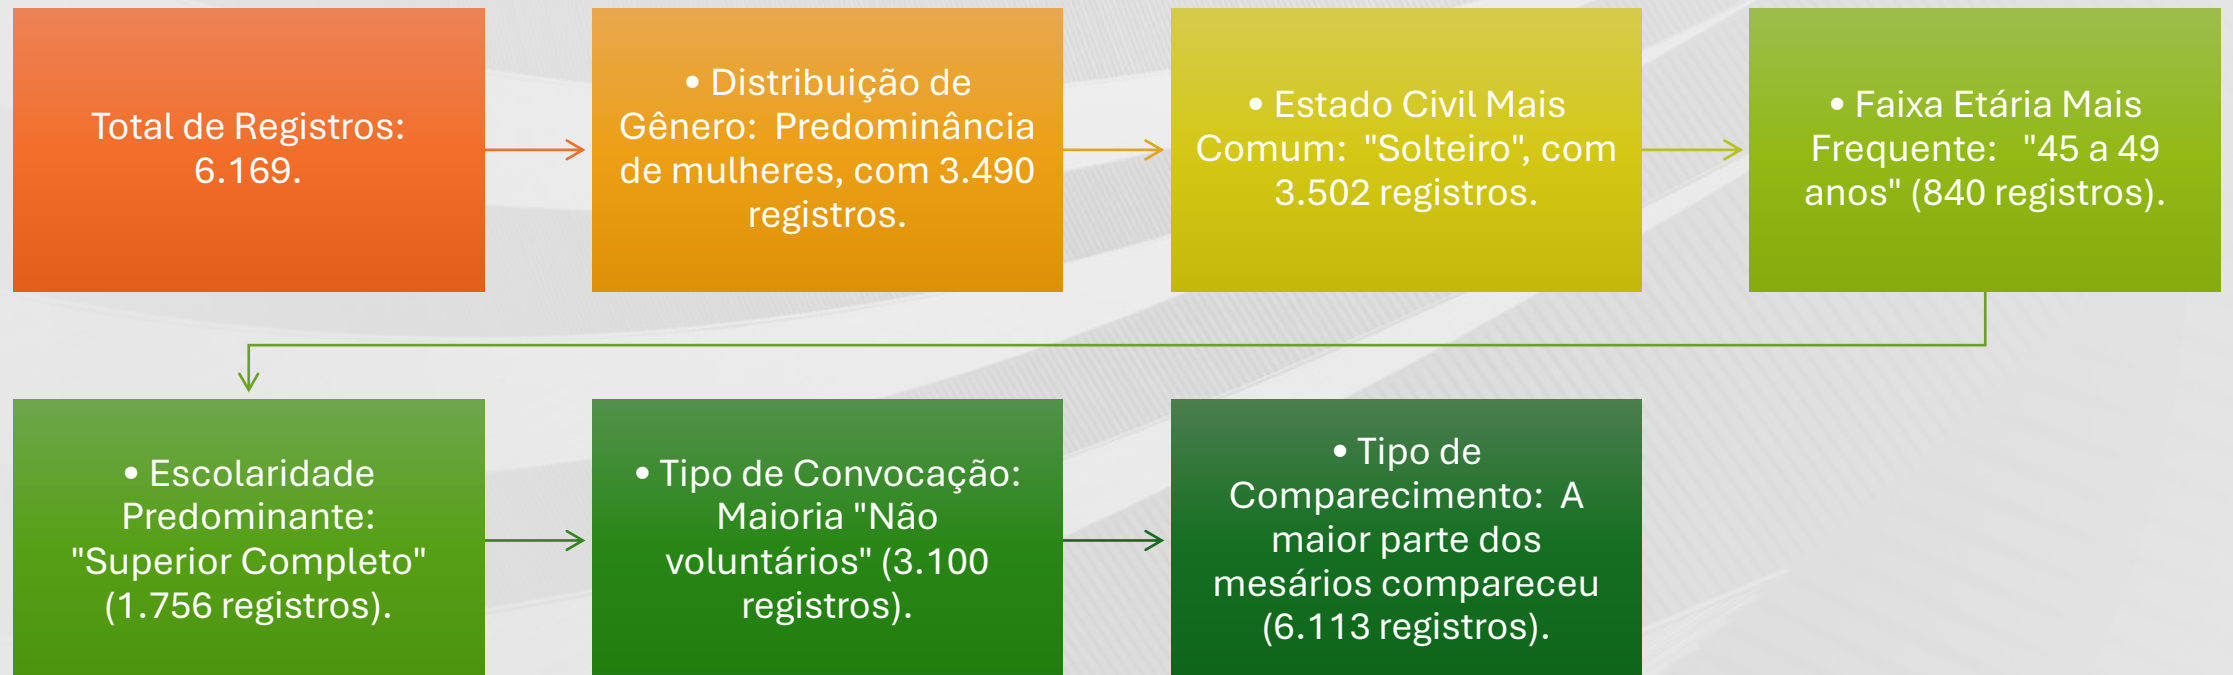 Total de Registros:
6.169.
• Distribuição de
Gênero: Predominância
de mulheres, com 3.490
registros.
• Estado Civil Mais
Comum: "Solteiro", com
3.502 registros.
• Faixa Etária Mais
Frequente: "45 a 49
anos" (840 registros).
• Escolaridade
Predominante:
"Superior Completo"
(1.756 registros).
• Tipo de Convocação:
Maioria "Não
voluntários" (3.100
registros).
• Tipo de
Comparecimento: A
maior parte dos
mesários compareceu
(6.113 registros).